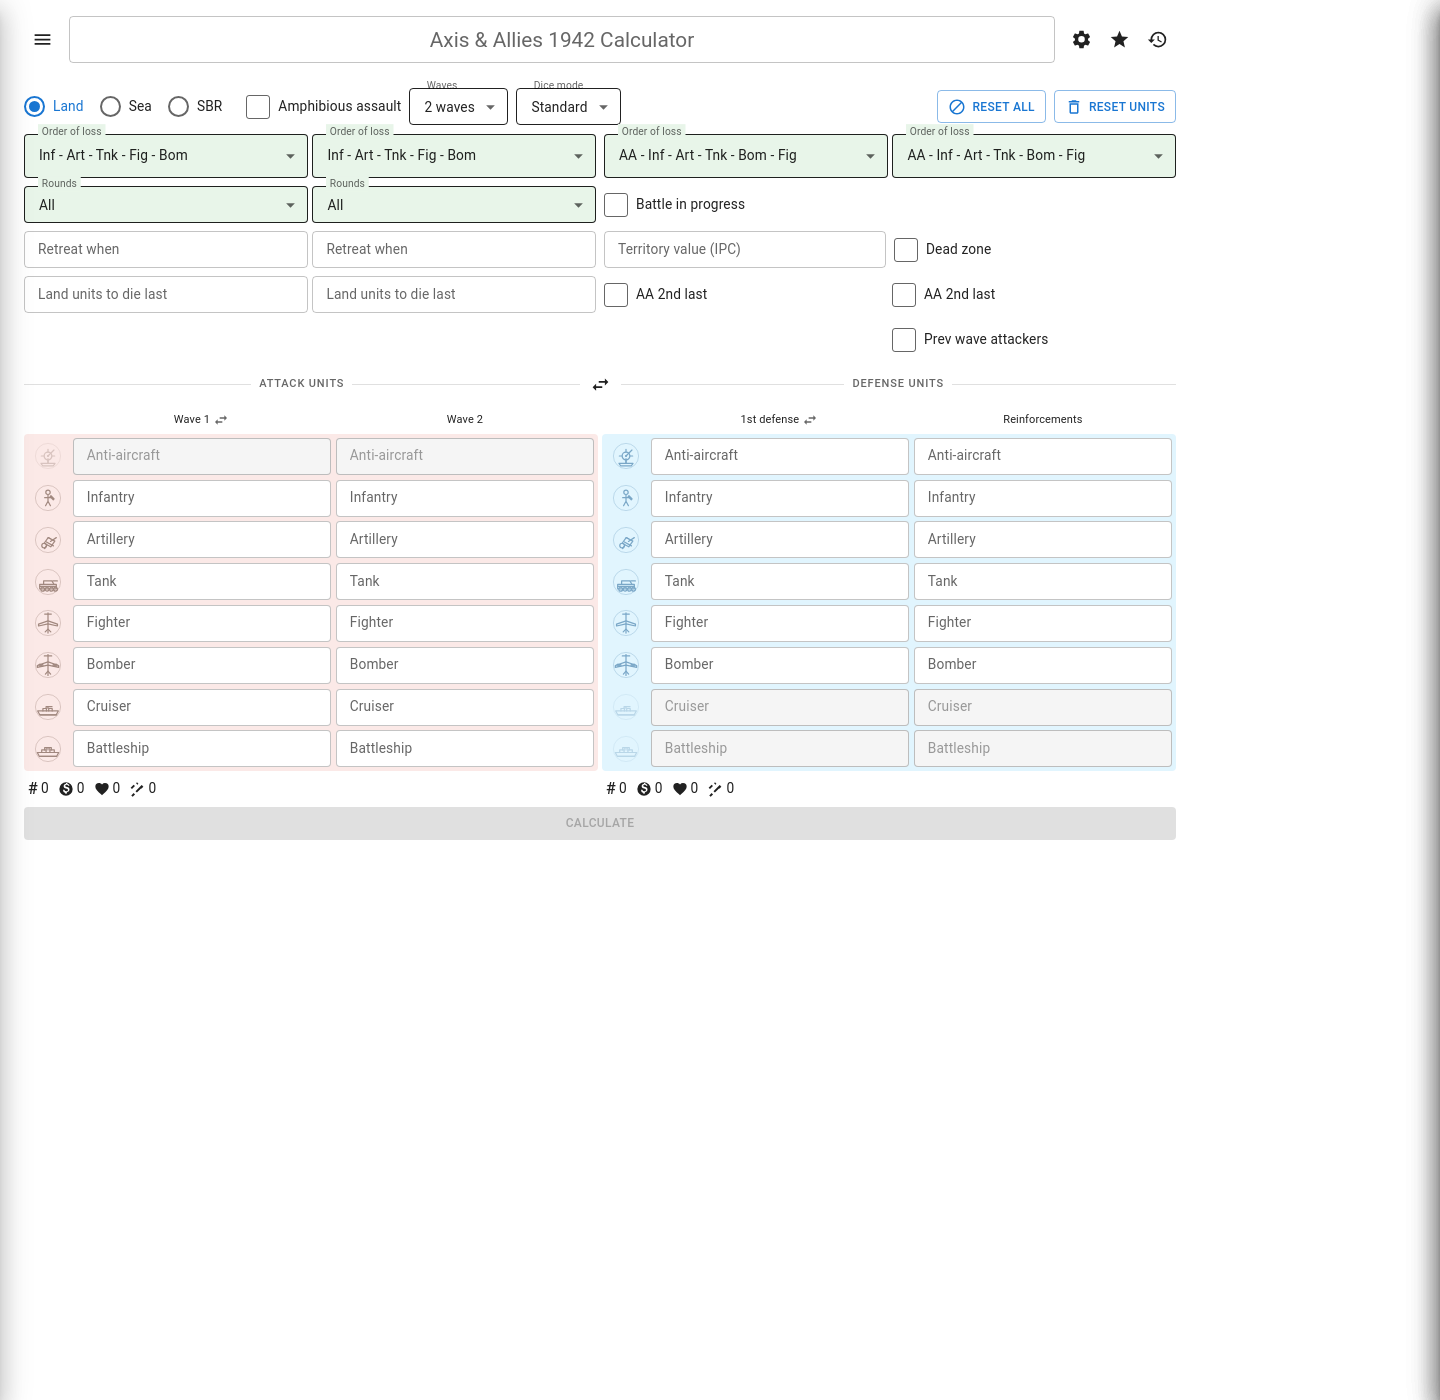 Axis & Allies 1942 Calculator
Waves Dice mode
Land Sea SBR Amphibious assault 2 waves Standard RESET ALL RESET UNITS
Order of loss Order of loss Order of loss Order of loss
Inf - Art - Tnk - Fig - Bom Inf - Art - Tnk - Fig - Bom AA - Inf - Art - Tnk - Bom - Fig AA - Inf - Art - Tnk - Bom - Fig
Rounds Rounds
All All Battle in progress
Retreat when Retreat when Territory value (IPC) Dead zone
Land units to die last Land units to die last AA 2nd last AA 2nd last
Prev wave attackers
ATTACK UNITS DEFENSE UNITS
Wave 1 Wave 2 1st defense Reinforcements
Anti-aircraft Anti-aircraft Anti-aircraft Anti-aircraft
Infantry Infantry Infantry Infantry
Artillery Artillery Artillery Artillery
Tank Tank Tank Tank
Fighter Fighter Fighter Fighter
Bomber Bomber Bomber Bomber
Cruiser Cruiser Cruiser Cruiser
Battleship Battleship Battleship Battleship
# 0 0 0 0 # 0 0 0 0
CALCULATE